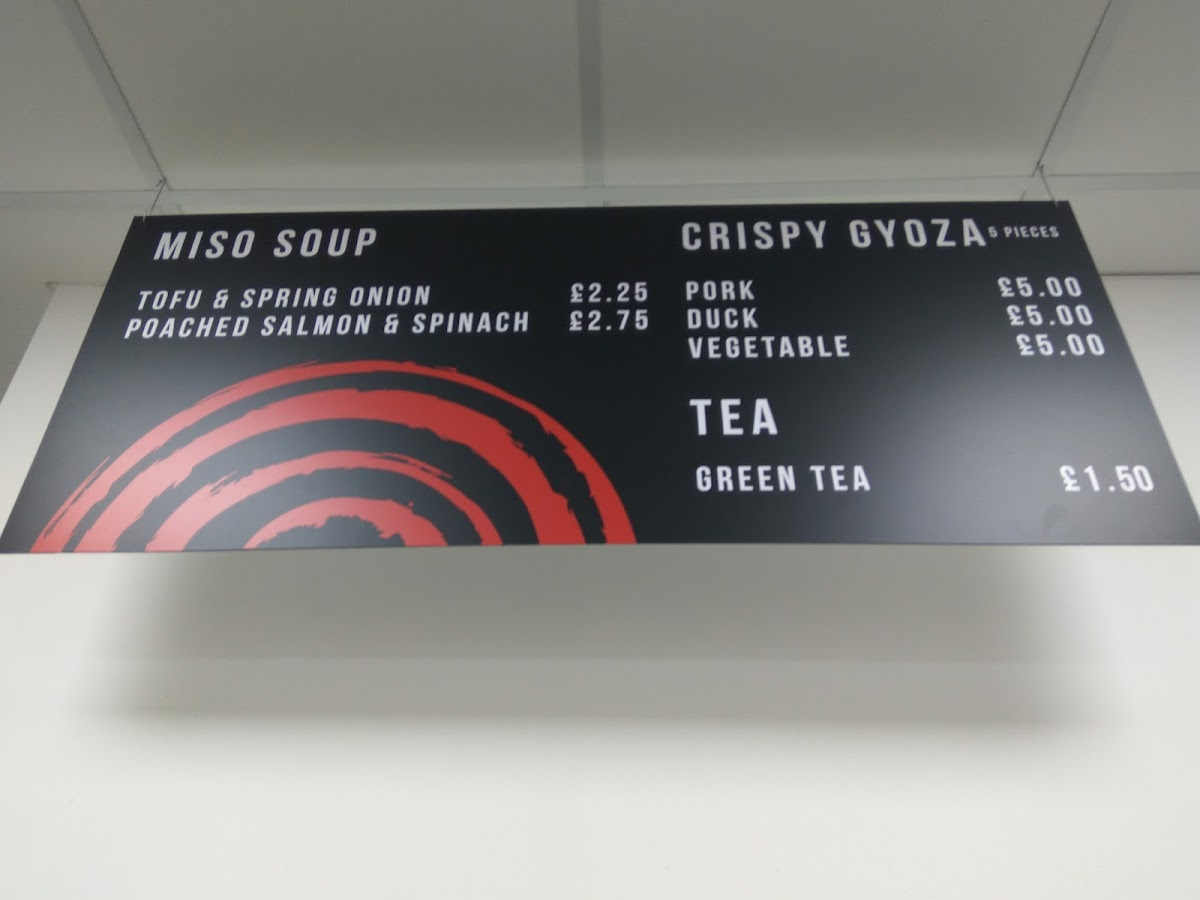 MISO SOUP
TOFU & SPRING ONION £2.25
POACHED SALMON & SPINACH £2.75
CRISPY GYOZA 5 PIECES
PORK £5.00
DUCK £5.00
VEGETABLE £5.00
TEA
GREEN TEA £1.50